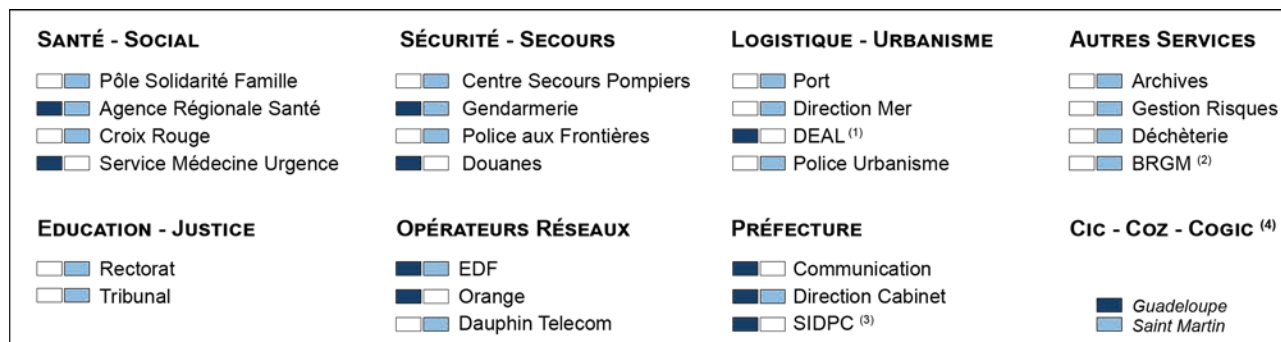 SANTÉ - SOCIAL
Pôle Solidarité Famille
Agence Régionale Santé
Croix Rouge
Service Médecine Urgence
SÉCURITÉ - SECOURS
Centre Secours Pompiers
Gendarmerie
Police aux Frontières
Douanes
LOGISTIQUE - URBANISME
Port
Direction Mer
DEAL (1)
Police Urbanisme
AUTRES SERVICES
Archives
Gestion Risques
Déchèterie
BRGM (2)
EDUCATION - JUSTICE
Rectorat
Tribunal
OPÉRATEURS RÉSEAUX
EDF
Orange
Dauphin Telecom
PRÉFECTURE
Communication
Direction Cabinet
SIDPC (3)
CIC - COZ - COGIC (4)
Guadeloupe
Saint Martin